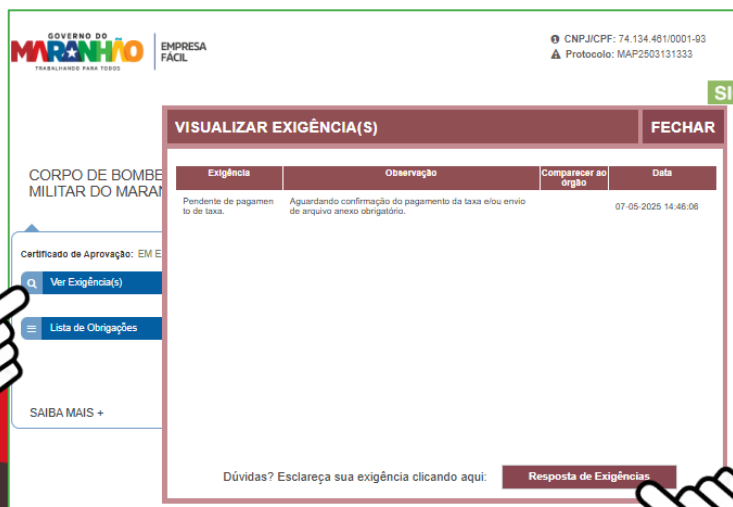 GOVERNO DO
MARANHÃO
TRABALHANDO PARA TODOS
EMPRESA
FÁCIL
CNPJ/CPF: 74.134.461/0001-93
Protocolo: MAP2503131333
SI
VISUALIZAR EXIGÊNCIA(S)
FECHAR
CORPO DE BOMBE
MILITAR DO MARAN
Exigência
Observação
Comparecer ao
órgão
Data
Pendente de pagamen
to de taxa.
Aguardando confirmação do pagamento da taxa e/ou envio
de arquivo anexo obrigatório.
07-05-2025 14:46:06
Certificado de Aprovação: EM E
Ver Exigência(s)
Lista de Obrigações
SAIBA MAIS +
Dúvidas? Esclareça sua exigência clicando aqui:
Resposta de Exigências